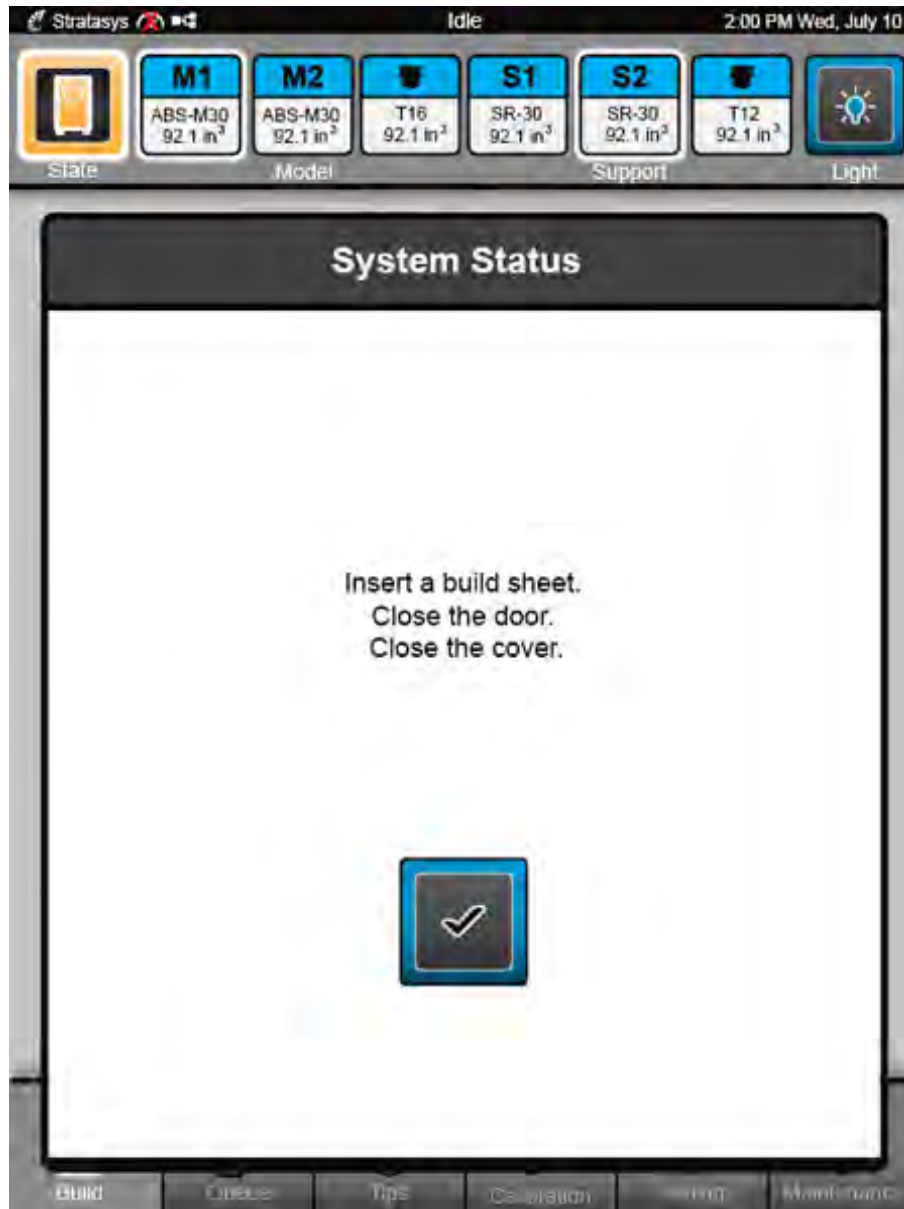 Stratasys
Idle
2:00 PM Wed, July 10
M1
ABS-M30
92.1 in³
M2
ABS-M30
92.1 in³
T16
92.1 in³
S1
SR-30
92.1 in³
S2
SR-30
92.1 in³
T12
92.1 in³
State
Model
Support
Light
System Status
Insert a build sheet.
Close the door.
Close the cover.
Build
Queue
Tips
Calibration